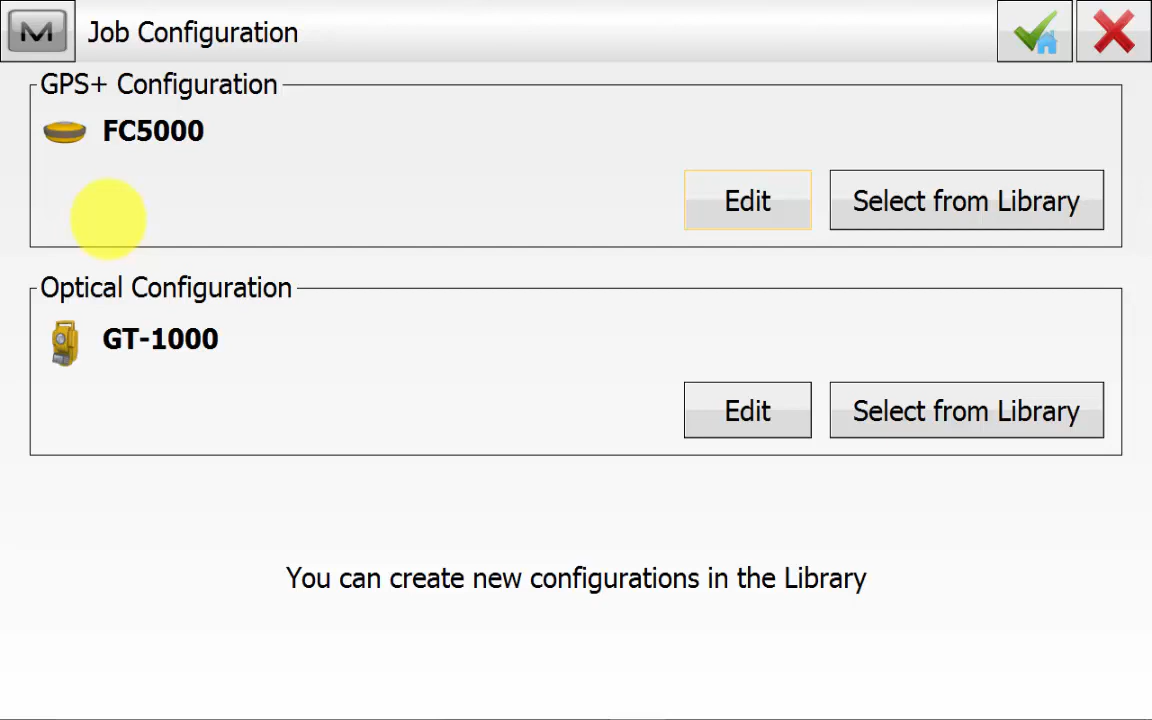 Job Configuration
GPS+ Configuration
FC5000
Edit
Select from Library
Optical Configuration
GT-1000
Edit
Select from Library
You can create new configurations in the Library